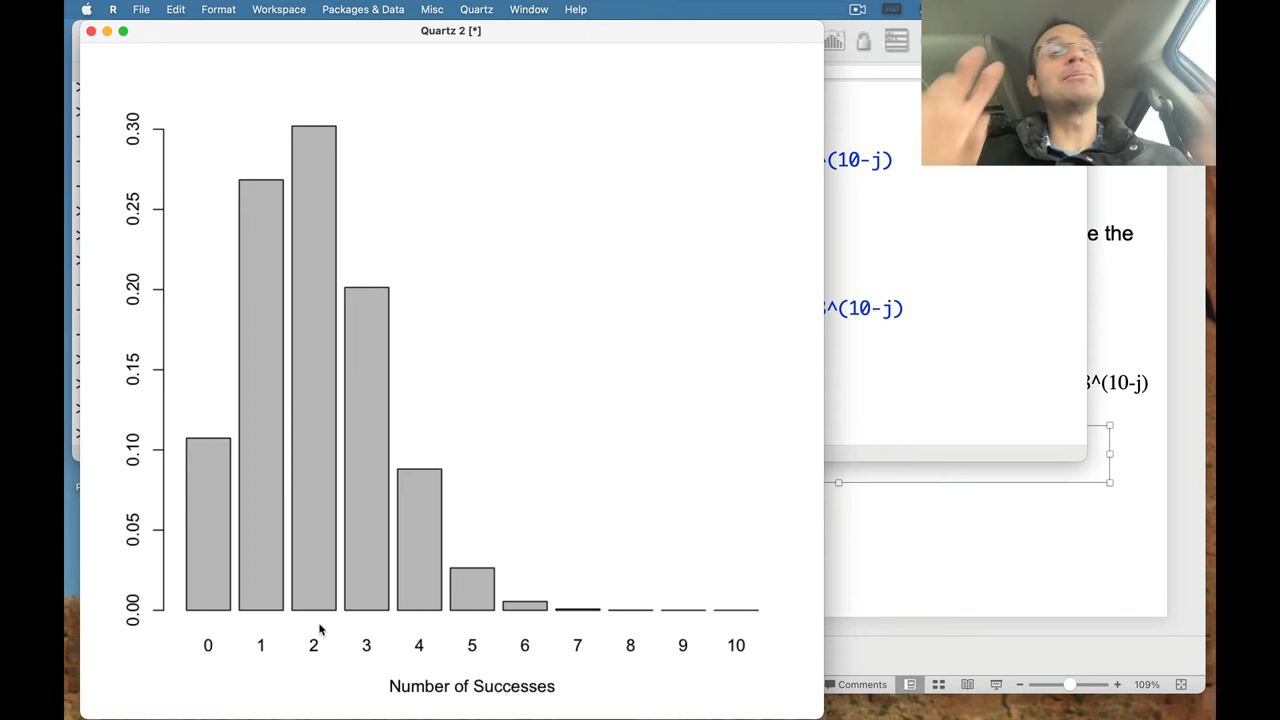 R File Edit Format Workspace Packages & Data Misc Quartz Window Help
Quartz 2 [*]
0.30
0.25
0.20
0.15
0.10
0.05
0.00
0 1 2 3 4 5 6 7 8 9 10
Number of Successes
^(10-j)
e the
^(10-j)
^(10-j)
Comments
109%